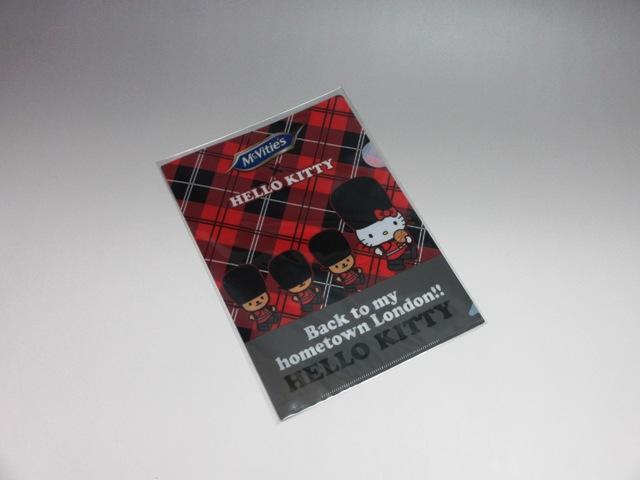 McVitie's
HELLO KITTY
Back to my
hometown London!!
HELLO KITTY